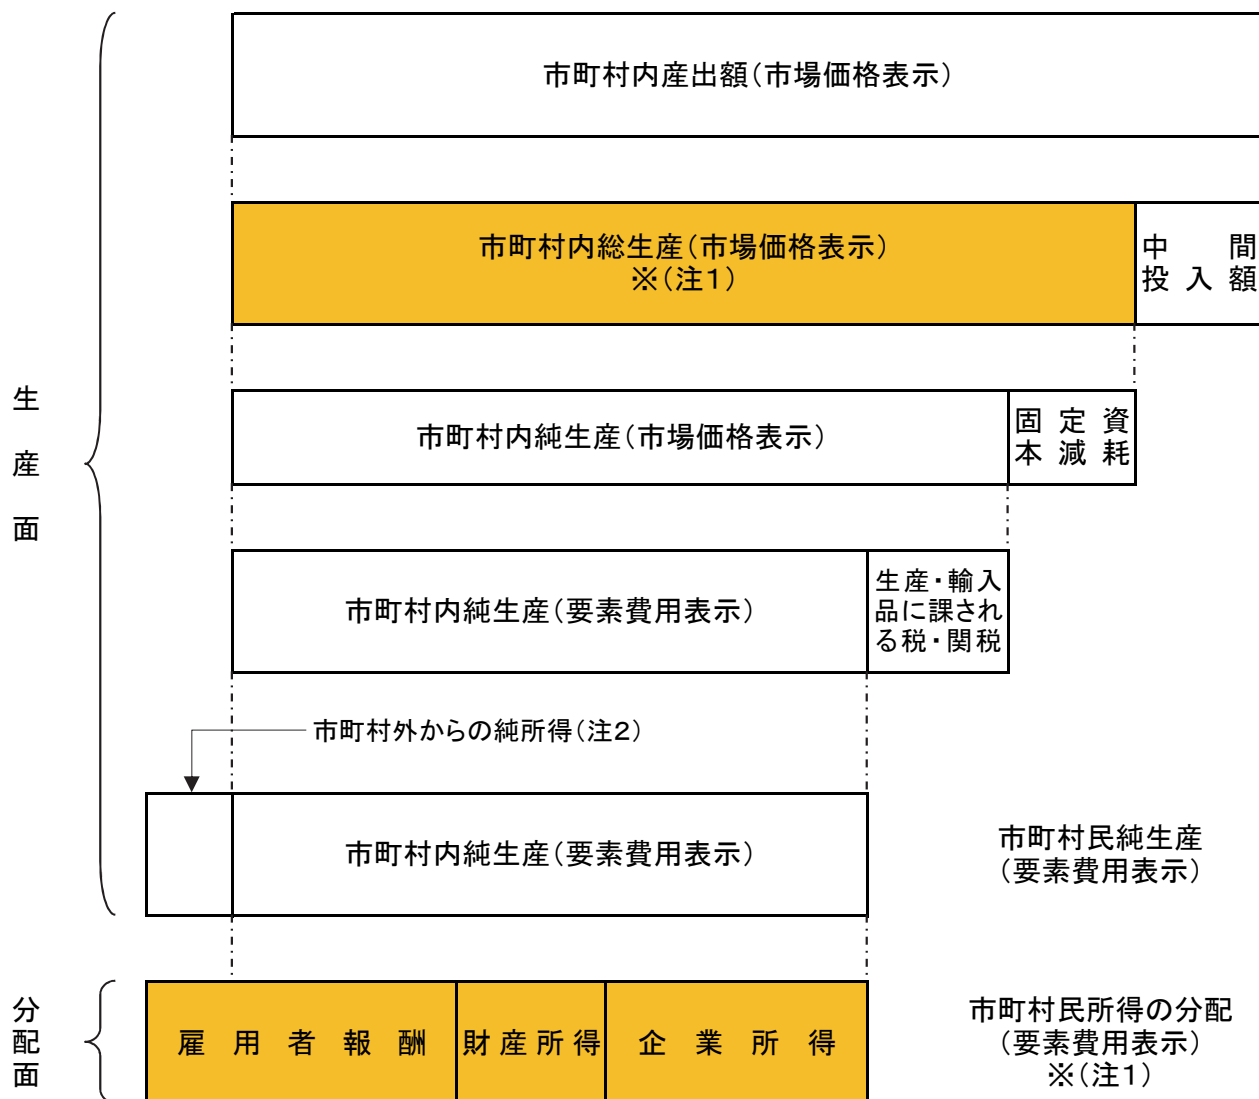 市町村内産出額(市場価格表示)
市町村内総生産(市場価格表示)
※(注1)
中間
投入額
生産面
市町村内純生産(市場価格表示)
固定資
本減耗
市町村内純生産(要素費用表示)
生産・輸入
品に課され
る税・関税
市町村外からの純所得(注2)
市町村内純生産(要素費用表示)
市町村民純生産
(要素費用表示)
分配面
雇用者報酬
財産所得
企業所得
市町村民所得の分配
(要素費用表示)
※(注1)